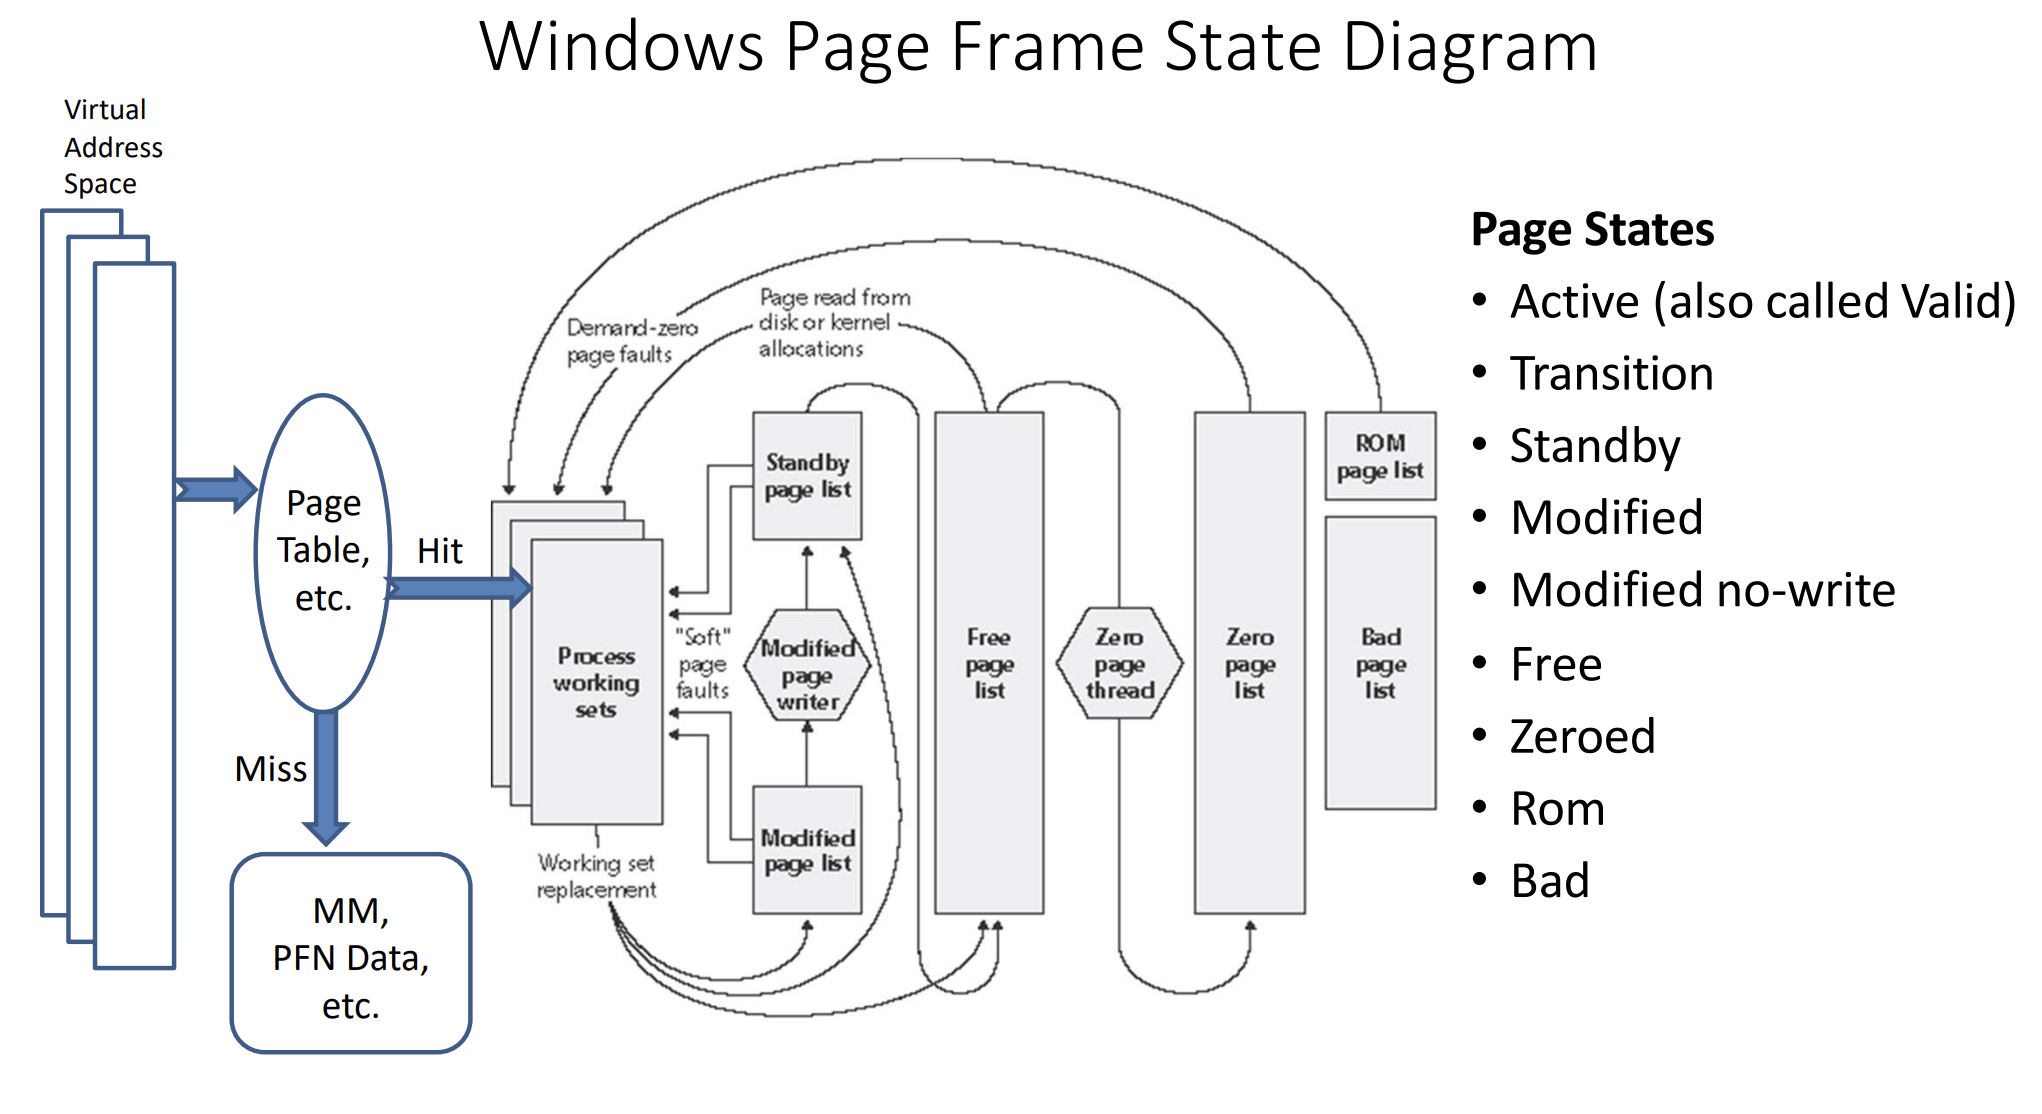 Windows Page Frame State Diagram
Virtual
Address
Space
Page
Table,
etc.
Hit
Miss
MM,
PFN Data,
etc.
Demand-zero
page faults
Page read from
disk or kernel
allocations
Process
working
sets
Working set
replacement
"Soft"
page
faults
Standby
page list
Modified
page
writer
Modified
page list
Free
page
list
Zero
page
thread
Zero
page
list
ROM
page list
Bad
page
list
Page States
• Active (also called Valid)
• Transition
• Standby
• Modified
• Modified no-write
• Free
• Zeroed
• Rom
• Bad